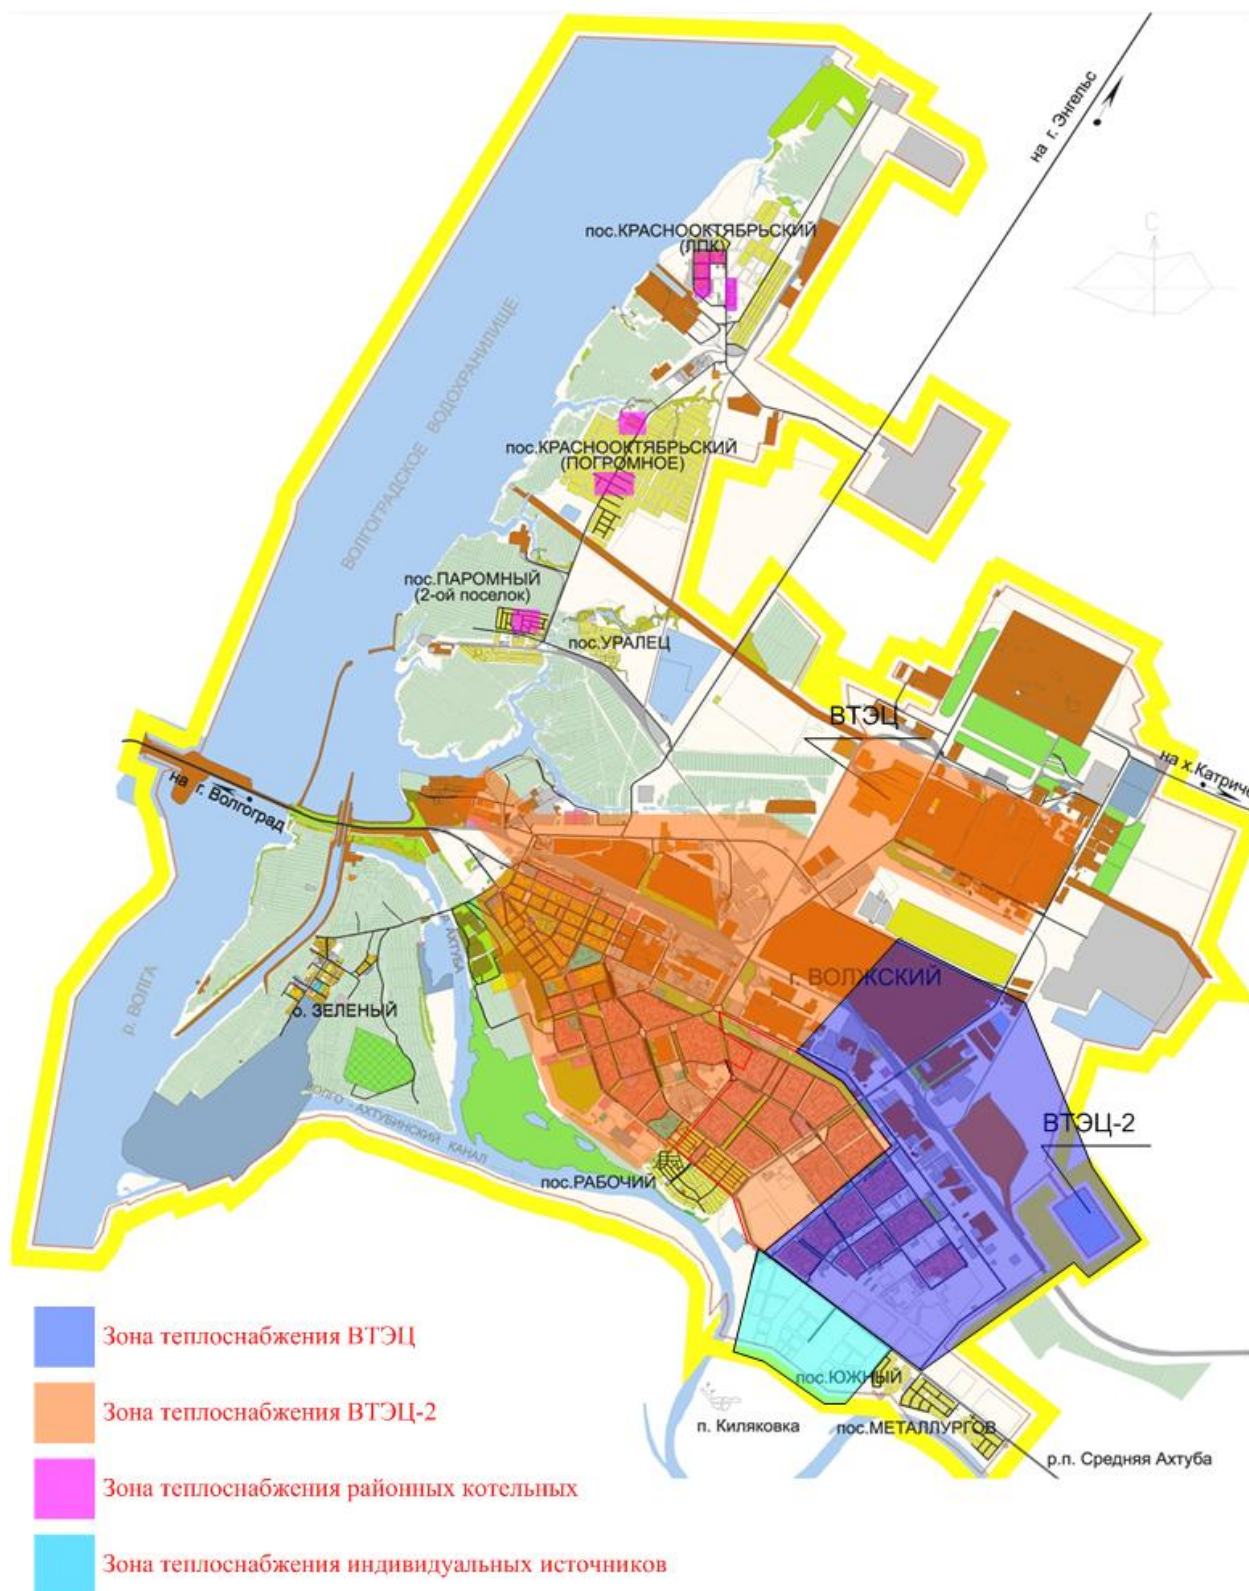 на г. Энгельс
С
пос.КРАСНООКТЯБРЬСКИЙ
(ЛПК)
ВОЛГОГРАДСКОЕ ВОДОХРАНИЛИЩЕ
пос.КРАСНООКТЯБРЬСКИЙ
(ПОГРОМНОЕ)
пос.ПАРОМНЫЙ
(2-ой поселок)
пос.УРАЛЕЦ
ВТЭЦ
на х.Катричев
на г. Волгоград
р. АХТУБА
г. ВОЛЖСКИЙ
р. ВОЛГА
о. ЗЕЛЕНЫЙ
ВОЛГО - АХТУБИНСКИЙ КАНАЛ
ВТЭЦ-2
пос.РАБОЧИЙ
Зона теплоснабжения ВТЭЦ
пос.ЮЖНЫЙ
Зона теплоснабжения ВТЭЦ-2
п. Киляковка
пос.МЕТАЛЛУРГОВ
р.п. Средняя Ахтуба
Зона теплоснабжения районных котельных
Зона теплоснабжения индивидуальных источников